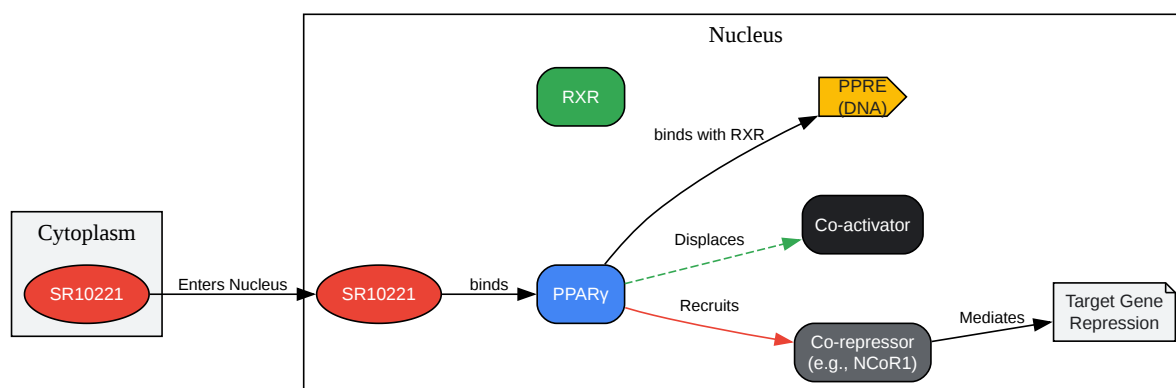 Nucleus
RXR
PPRE
(DNA)
binds with RXR
Cytoplasm
Co-activator
Displaces
SR10221
Enters Nucleus
SR10221
binds
PPARγ
Recruits
Target Gene
Repression
Mediates
Co-repressor
(e.g., NCoR1)